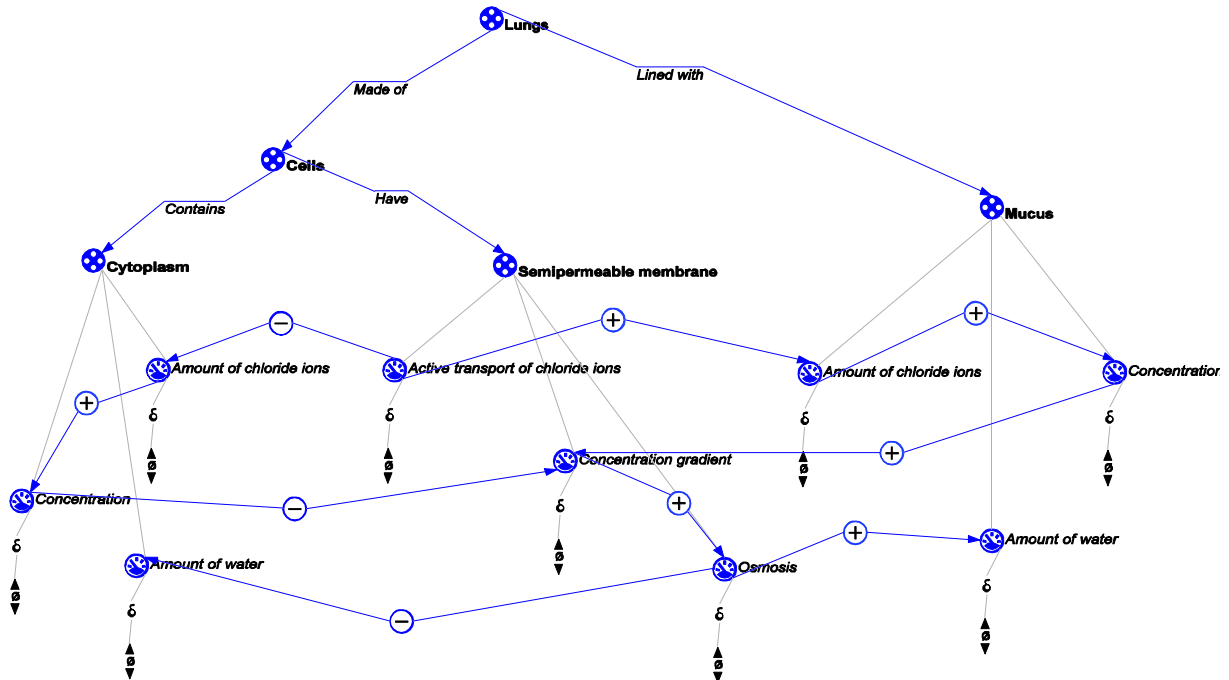 Lungs
Made of
Lined with
Cells
Contains
Have
Mucus
Cytoplasm
Semipermeable membrane
−
+
+
Amount of chloride ions
Active transport of chloride ions
Amount of chloride ions
Concentration
+
δ
δ
δ
δ
+
Concentration gradient
ø
ø
ø
ø
Concentration
−
+
δ
δ
+
Amount of water
ø
ø
Amount of water
Osmosis
δ
δ
δ
ø
−
ø
ø